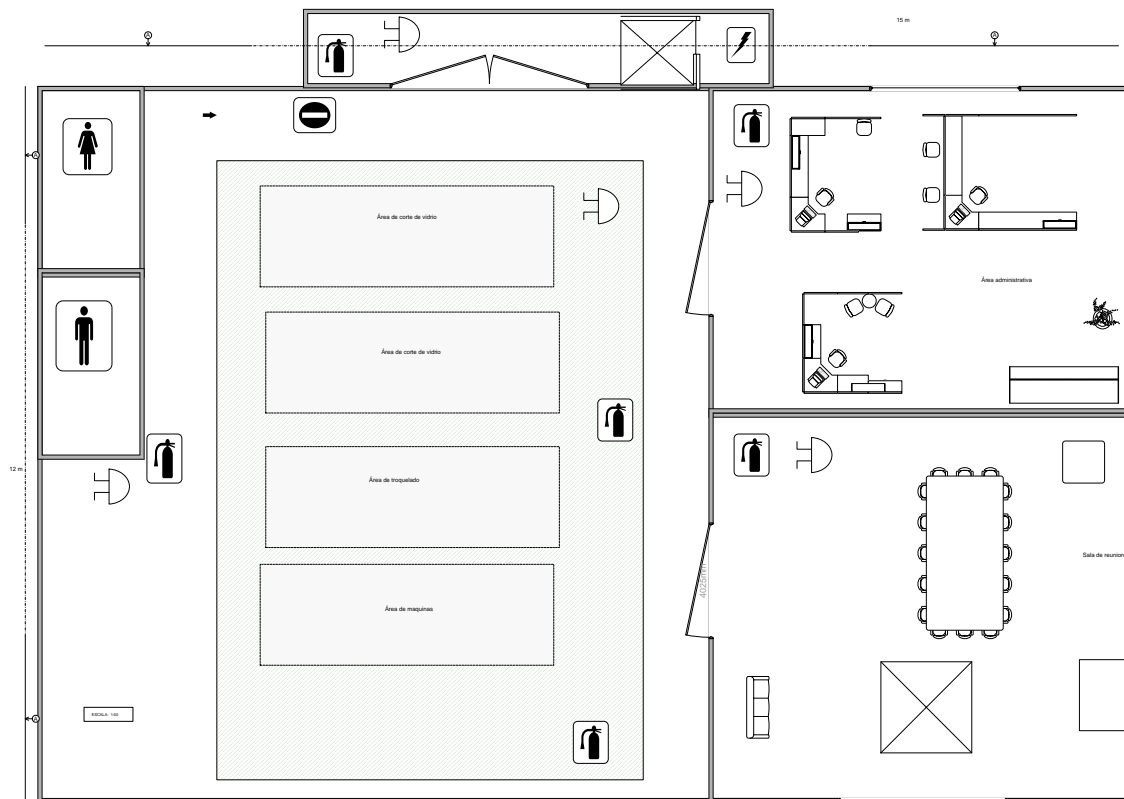 15 m
A
A
A
Área de corte de vidrio
Área administrativa
Área de corte de vidrio
12 m
Área de troquelado
Sala de reunion
4025mm
Área de maquinas
ESCALA: 1:50
A